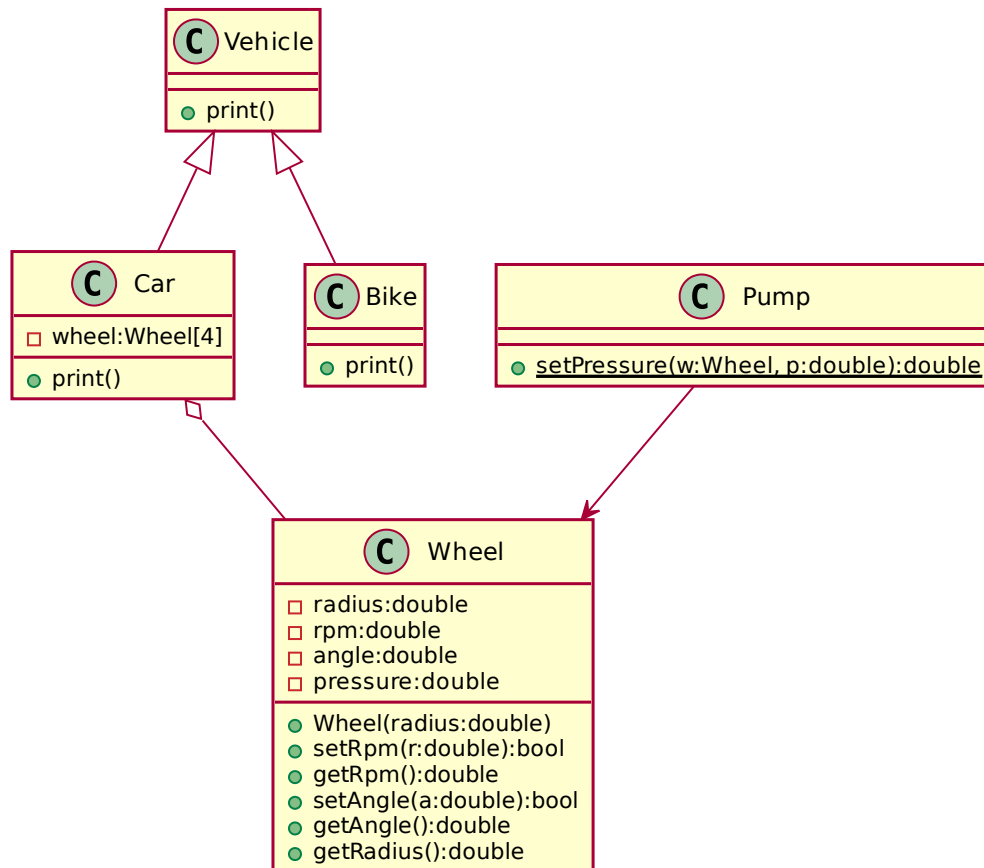 C Vehicle
print()
C Car
wheel:Wheel[4]
print()
C Bike
print()
C Pump
setPressure(w:Wheel, p:double):double
C Wheel
radius:double
rpm:double
angle:double
pressure:double
Wheel(radius:double)
setRpm(r:double):bool
getRpm():double
setAngle(a:double):bool
getAngle():double
getRadius():double